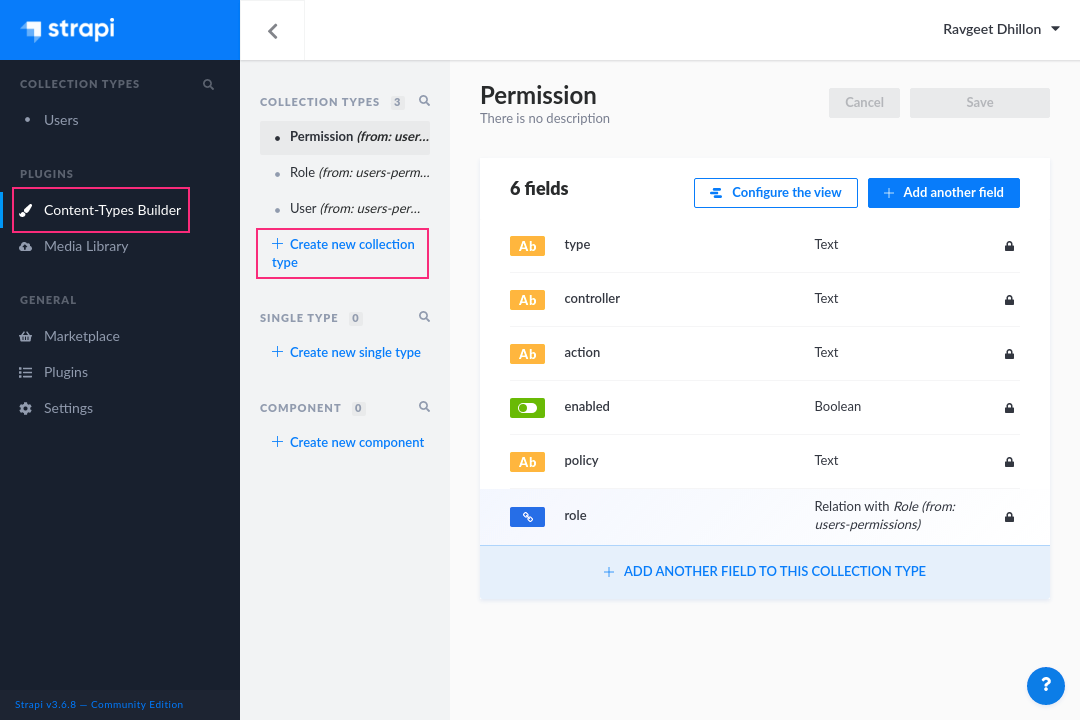 strapi
Ravgeet Dhillon
COLLECTION TYPES
Users
PLUGINS
Content-Types Builder
Media Library
GENERAL
Marketplace
Plugins
Settings
Strapi v3.6.8 — Community Edition
COLLECTION TYPES 3
Permission (from: user...
Role (from: users-perm...
User (from: users-per...
+ Create new collection
type
SINGLE TYPE 0
+ Create new single type
COMPONENT 0
+ Create new component
Permission
There is no description
Cancel
Save
6 fields
Configure the view
+ Add another field
Ab type Text
Ab controller Text
Ab action Text
enabled Boolean
Ab policy Text
role Relation with Role (from:
users-permissions)
+ ADD ANOTHER FIELD TO THIS COLLECTION TYPE
?